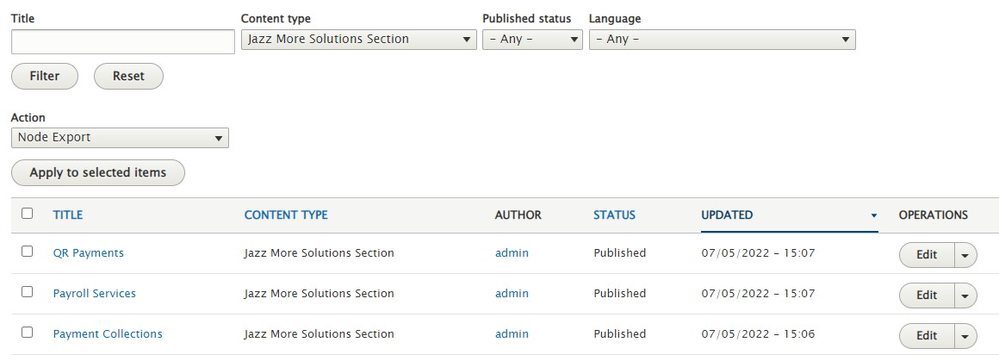 Title Content type Published status Language
Jazz More Solutions Section – Any – – Any –
Filter Reset
Action
Node Export
Apply to selected items
TITLE CONTENT TYPE AUTHOR STATUS UPDATED OPERATIONS
QR Payments Jazz More Solutions Section admin Published 07/05/2022 – 15:07 Edit
Payroll Services Jazz More Solutions Section admin Published 07/05/2022 – 15:07 Edit
Payment Collections Jazz More Solutions Section admin Published 07/05/2022 – 15:06 Edit